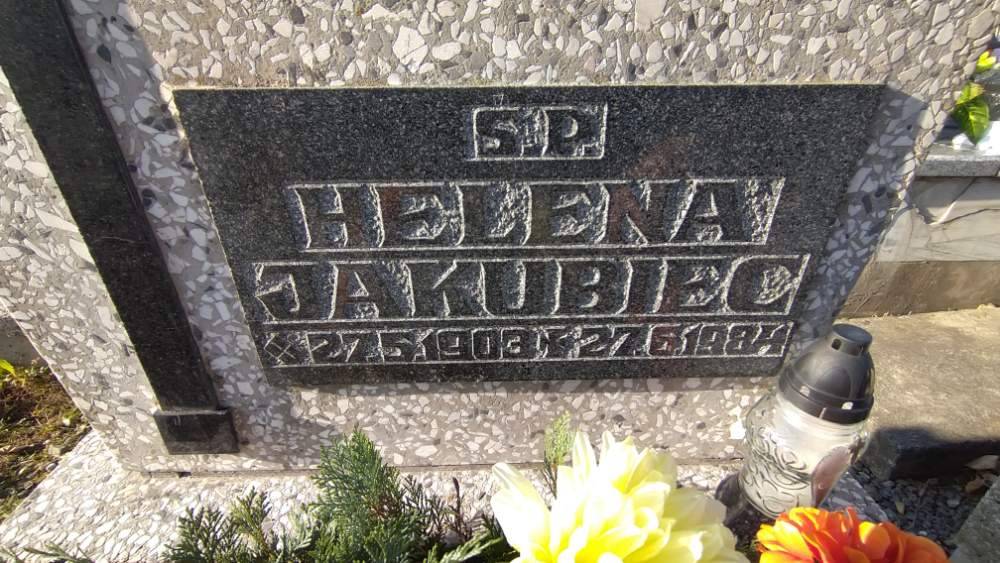 Ś.P.
HELENA
JAKUBIEC
27.5.1903 27.6.1984